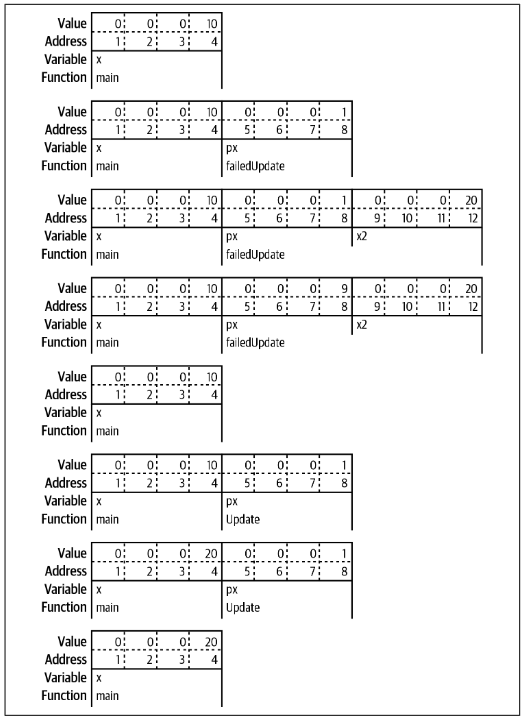 Value 0 0 0 10
Address 1 2 3 4
Variable x
Function main
Value 0 0 0 10 0 0 0 1
Address 1 2 3 4 5 6 7 8
Variable x px
Function main failedUpdate
Value 0 0 0 10 0 0 0 1 0 0 0 20
Address 1 2 3 4 5 6 7 8 9 10 11 12
Variable x px x2
Function main failedUpdate
Value 0 0 0 10 0 0 0 9 0 0 0 20
Address 1 2 3 4 5 6 7 8 9 10 11 12
Variable x px x2
Function main failedUpdate
Value 0 0 0 10
Address 1 2 3 4
Variable x
Function main
Value 0 0 0 10 0 0 0 1
Address 1 2 3 4 5 6 7 8
Variable x px
Function main Update
Value 0 0 0 20 0 0 0 1
Address 1 2 3 4 5 6 7 8
Variable x px
Function main Update
Value 0 0 0 20
Address 1 2 3 4
Variable x
Function main